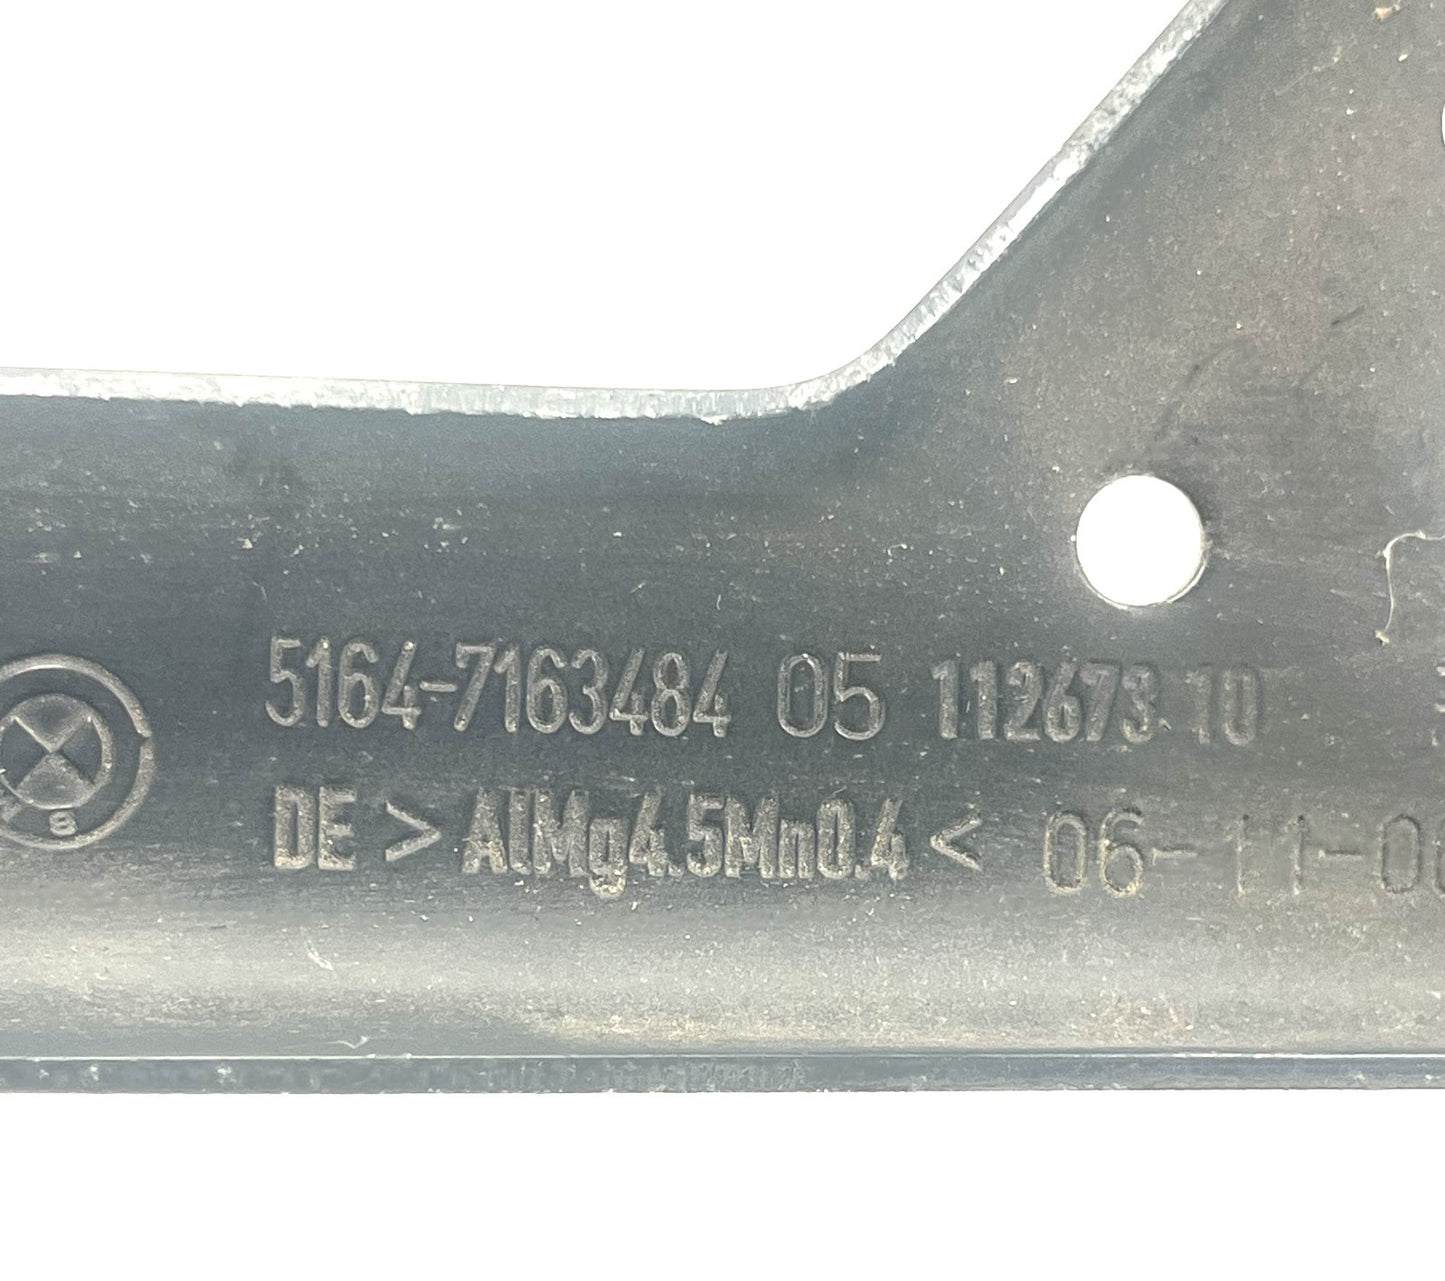 5164-7163484 05 112673 10
DE >AlMg4.5Mn0.4< 06-11-0